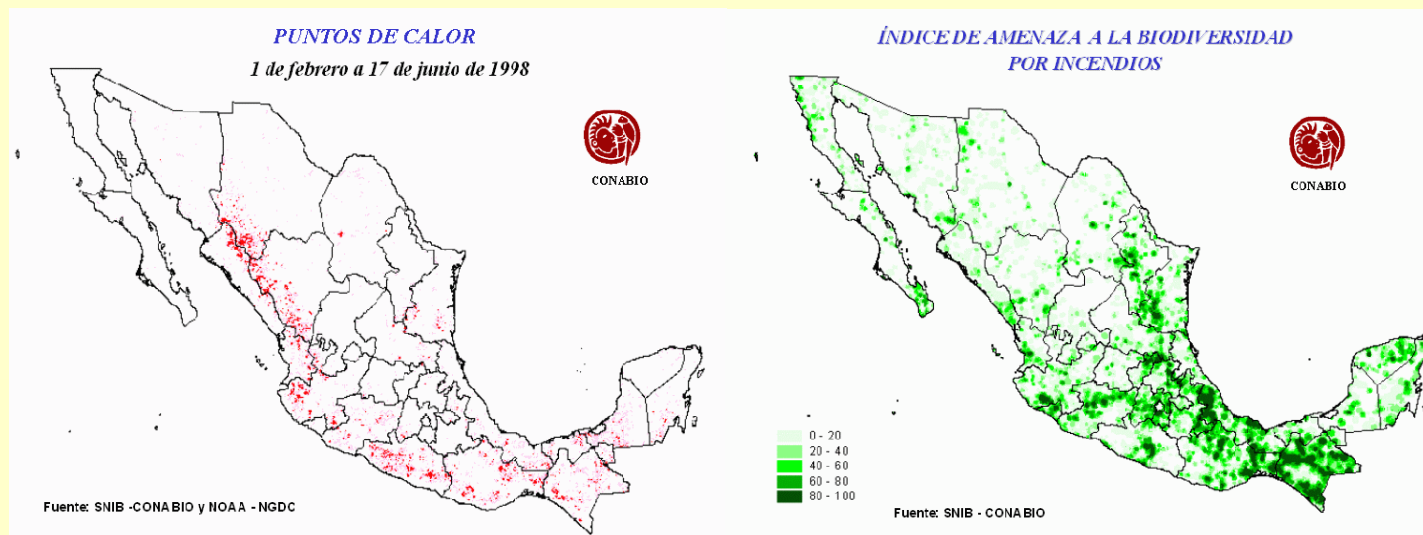 PUNTOS DE CALOR
1 de febrero a 17 de junio de 1998
CONABIO
Fuente: SNIB -CONABIO y NOAA - NGDC
ÍNDICE DE AMENAZA A LA BIODIVERSIDAD
POR INCENDIOS
CONABIO
0 - 20
20 - 40
40 - 60
60 - 80
80 - 100
Fuente: SNIB - CONABIO